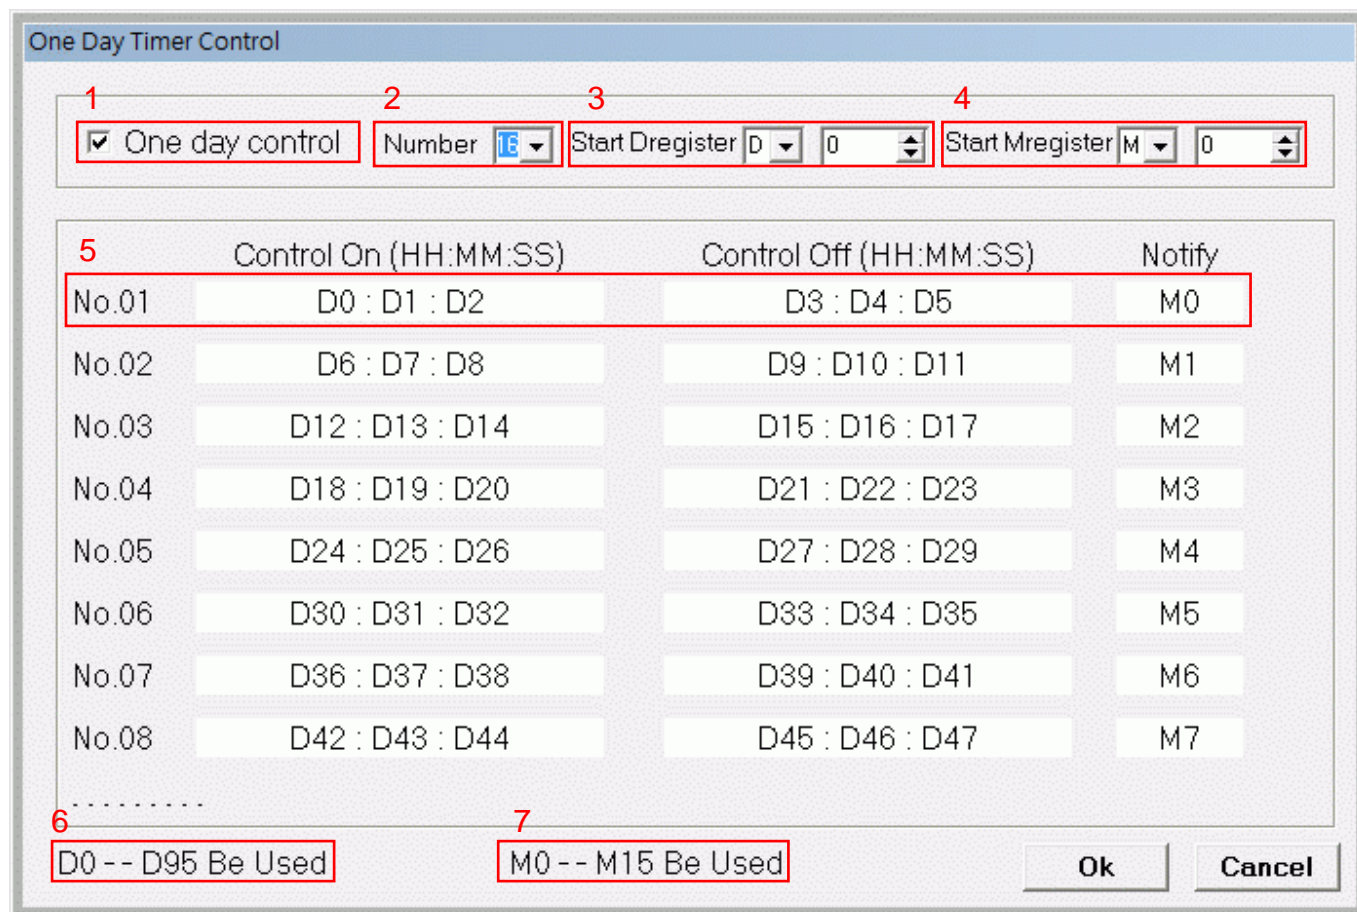 One Day Timer Control
1 2 3 4
One day control Number 16 Start Dregister D 0 Start Mregister M 0
5 Control On (HH:MM:SS) Control Off (HH:MM:SS) Notify
No.01 D0 : D1 : D2 D3 : D4 : D5 M0
No.02 D6 : D7 : D8 D9 : D10 : D11 M1
No.03 D12 : D13 : D14 D15 : D16 : D17 M2
No.04 D18 : D19 : D20 D21 : D22 : D23 M3
No.05 D24 : D25 : D26 D27 : D28 : D29 M4
No.06 D30 : D31 : D32 D33 : D34 : D35 M5
No.07 D36 : D37 : D38 D39 : D40 : D41 M6
No.08 D42 : D43 : D44 D45 : D46 : D47 M7
. . . . . . . . .
6 7
D0 -- D95 Be Used M0 -- M15 Be Used Ok Cancel